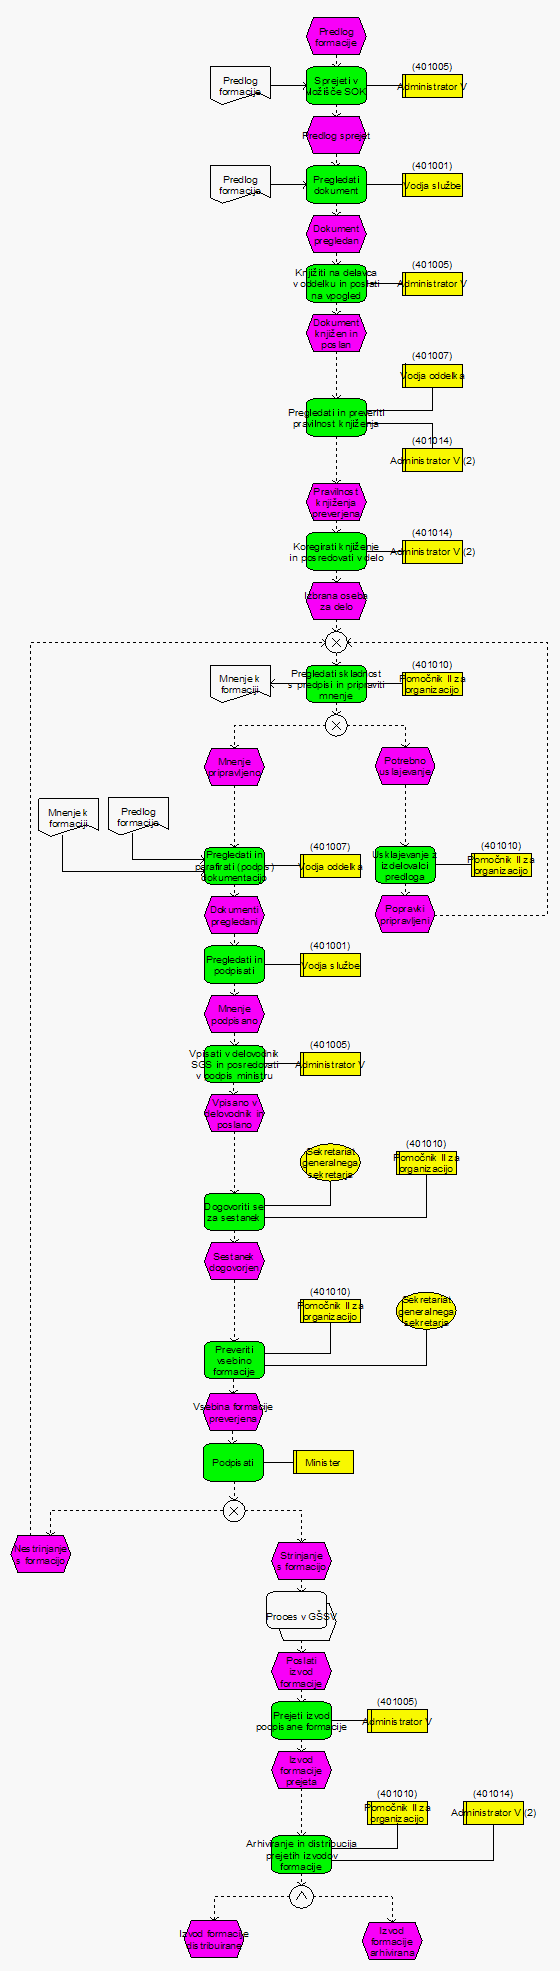 Predlog
formacije
(401005)
Predlog
formacije
Sprejeti v
ložišče SOK
Administrator V
Predlog sprejet
(401001)
Predlog
formacija
Pregledati
dokument
Vodja službe
Dokument
pregledan
(401005)
Knjižiti na delavca
v oddelku in poslati
na vpogled
Administrator V
Dokument
knjižen in
poslan
(401007)
Vodja oddelka
Pregledati in preveriti
pravilnost knjiženja
(401014)
Administrator V (2)
Pravilnost
knjiženja
preverjena
(401014)
Koregirati knjiženje
in posredovati v delo
Administrator V (2)
Izbrana oseba
za delo
(401010)
Mnenje k
formaciji
Pregledati skladnost
s predpisi in pripraviti
mnenje
Pomočnik II za
organizacijo
Mnenje
pripravljeno
Potrebno
usklajevanje
Mnenje k
formaciji
Predlog
formacije
(401007)
Pregledati in
parafirati (podpis)
dokumentacijo
Vodja oddelka
(401010)
Usklajevanje z
izdelovalci
predloga
Pomočnik II za
organizacijo
Dokumenti
pregledani
Popravki
pripravljeni
(401001)
Pregledati in
podpisati
Vodja službe
Mnenje
podpisano
(401005)
Vpisati v delovodnik
SGS in posredovati
v podpis ministru
Administrator V
Vpisano v
delovodnik in
poslano
Sekretariat
generalnega
sekretarja
(401010)
Pomočnik II za
organizacijo
Dogovoriti se
za sestanek
Sestanek
dogovorjen
(401010)
Pomočnik II za
organizacijo
Sekretariat
generalnega
sekretarja
Preveriti
vsebino
formacije
Vsebina formacije
preverjena
Podpisati
Minister
Nestrinjanje
s formacijo
Strinjanje
s formacijo
Proces v GŠSV
Poslati
izvod
formacije
(401005)
Prejeti izvod
podpisane formacije
Administrator V
Izvod
formacije
prejeta
(401010)
Pomočnik II za
organizacijo
(401014)
Administrator V (2)
Arhiviranje in distribucija
prejetih izvodov
formacije
Izvod formacije
distribuirane
Izvod
formacije
arhivirana